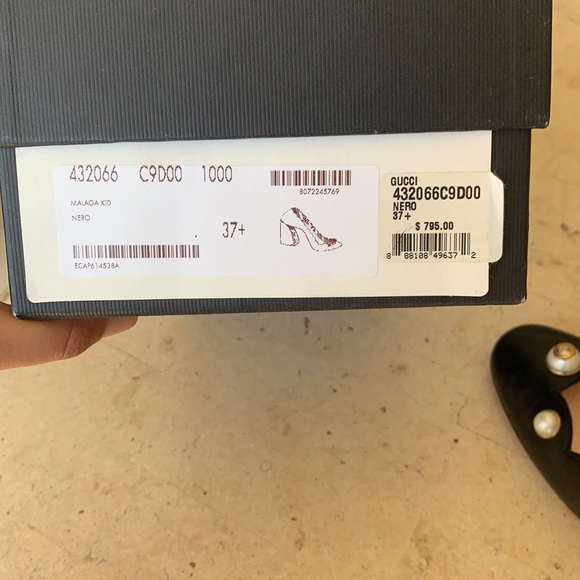 432066 C9D00 1000
MALAGA KID
NERO
8072245769
37+
ECAP614538A
GUCCI
432066C9D00
NERO
37+
$ 795.00
8 88108 49637 2